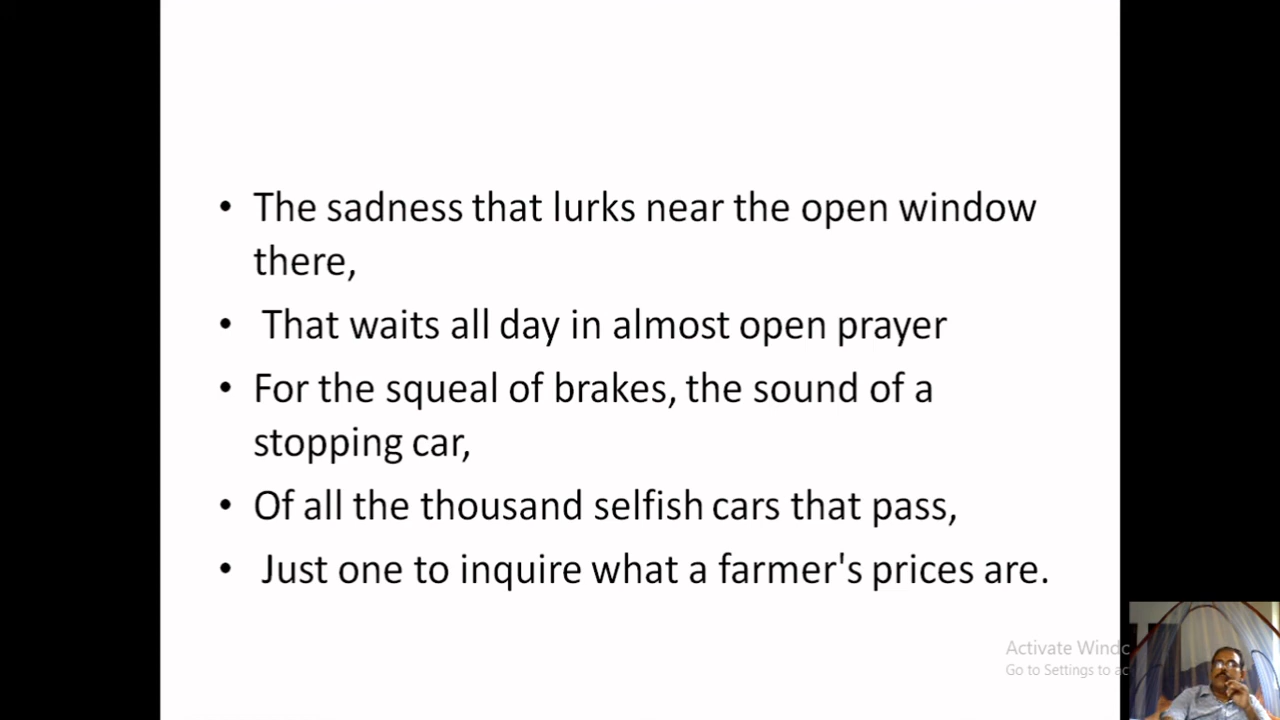 • The sadness that lurks near the open window
there,
• That waits all day in almost open prayer
• For the squeal of brakes, the sound of a
stopping car,
• Of all the thousand selfish cars that pass,
• Just one to inquire what a farmer's prices are.
Activate Windc
Go to Settings to ac